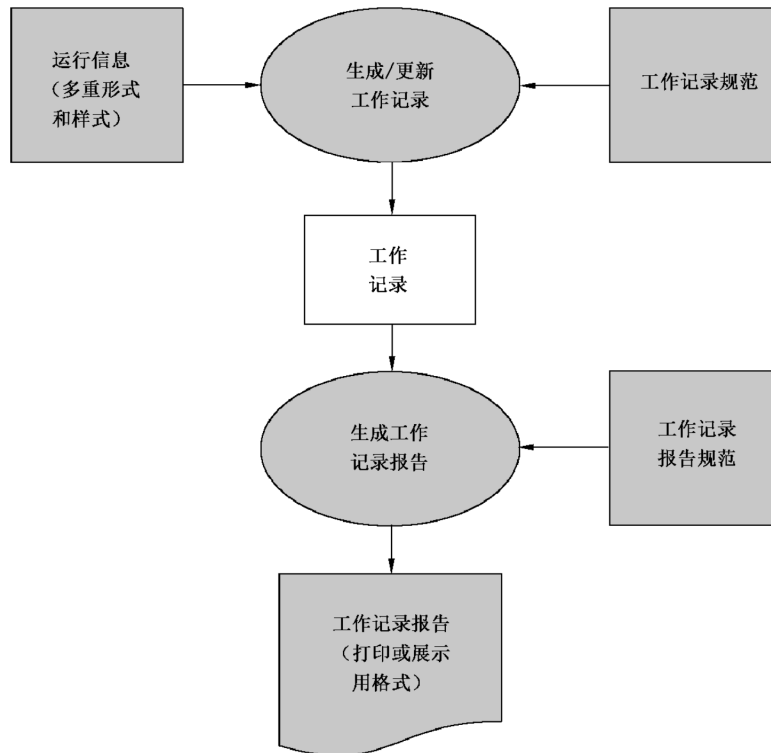 运行信息
（多重形式
和样式）
生成/更新
工作记录
工作记录规范
工作
记录
生成工作
记录报告
工作记录
报告规范
工作记录报告
（打印或展示
用格式）